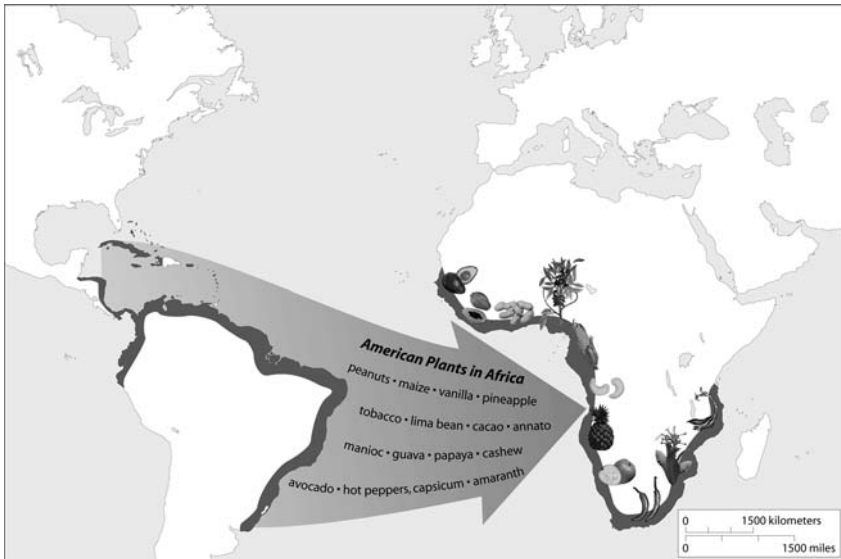 American Plants in Africa
peanuts • maize • vanilla • pineapple
tobacco • lima bean • cacao • annato
manioc • guava • papaya • cashew
avocado • hot peppers, capsicum • amaranth
0 1500 kilometers
0 1500 miles